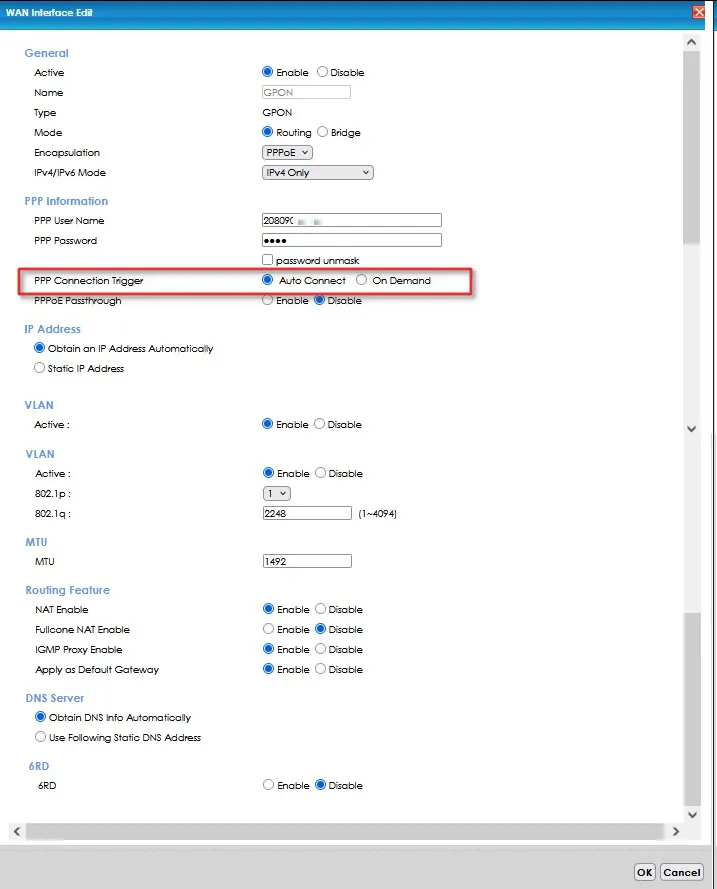 WAN Interface Edit
General
Active Enable Disable
Name GPON
Type GPON
Mode Routing Bridge
Encapsulation PPPoE
IPv4/IPv6 Mode IPv4 Only
PPP Information
PPP User Name 20809
PPP Password ●●●●
password unmask
PPP Connection Trigger Auto Connect On Demand
PPPoE Passthrough Enable Disable
IP Address
Obtain an IP Address Automatically
Static IP Address
VLAN
Active : Enable Disable
VLAN
Active : Enable Disable
802.1p : 1
802.1q : 2248 (1~4094)
MTU
MTU 1492
Routing Feature
NAT Enable Enable Disable
Fullcone NAT Enable Enable Disable
IGMP Proxy Enable Enable Disable
Apply as Default Gateway Enable Disable
DNS Server
Obtain DNS Info Automatically
Use Following Static DNS Address
6RD
6RD Enable Disable
OK Cancel